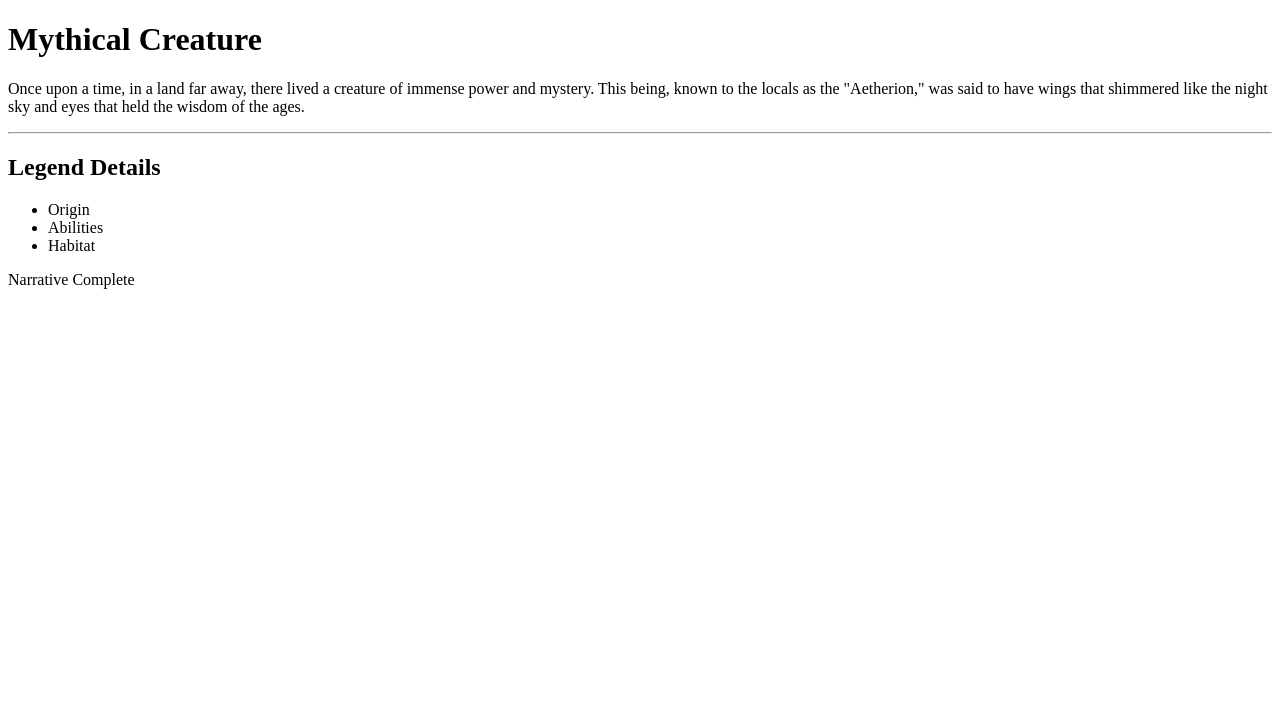 Mythical Creature
Once upon a time, in a land far away, there lived a creature of immense power and mystery. This being, known to the locals as the "Aetherion," was said to have wings that shimmered like the night
sky and eyes that held the wisdom of the ages.
Legend Details
Origin
Abilities
Habitat
Narrative Complete